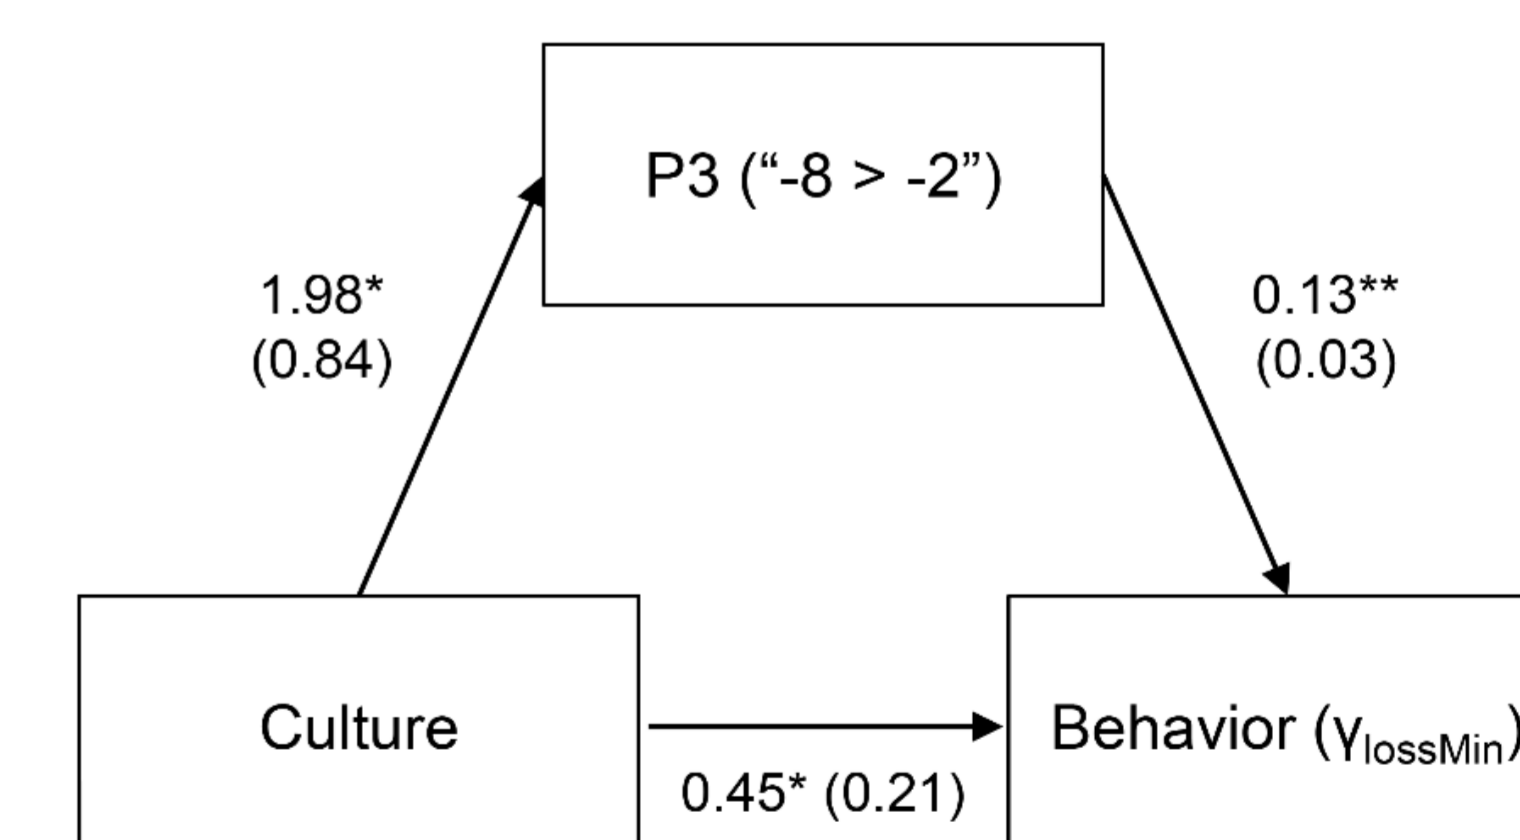 P3 (“-8 > -2”)
1.98*
(0.84)
0.13**
(0.03)
Culture
Behavior (γlossMin)
0.45* (0.21)